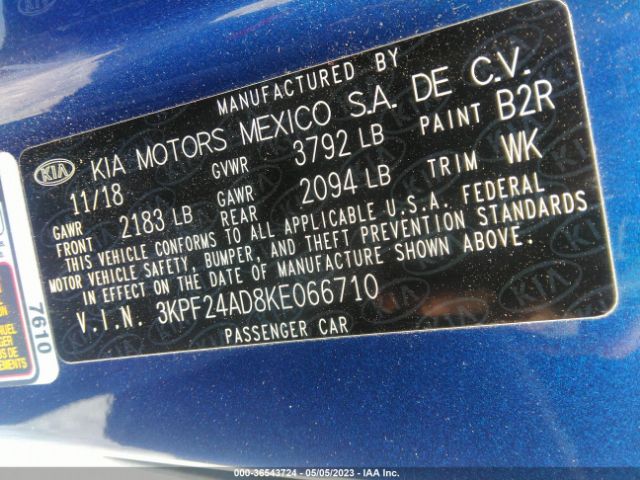 MANUFACTURED BY
KIA KIA MOTORS MEXICO S.A. DE C.V.
11/18 GVWR 3792 LB PAINT B2R
GAWR FRONT 2183 LB GAWR REAR 2094 LB TRIM WK
THIS VEHICLE CONFORMS TO ALL APPLICABLE U.S.A. FEDERAL
MOTOR VEHICLE SAFETY, BUMPER, AND THEFT PREVENTION STANDARDS
IN EFFECT ON THE DATE OF MANUFACTURE SHOWN ABOVE.
V.I.N. 3KPF24AD8KE066710
PASSENGER CAR
7610
000-36543724 - 05/05/2023 - IAA Inc.